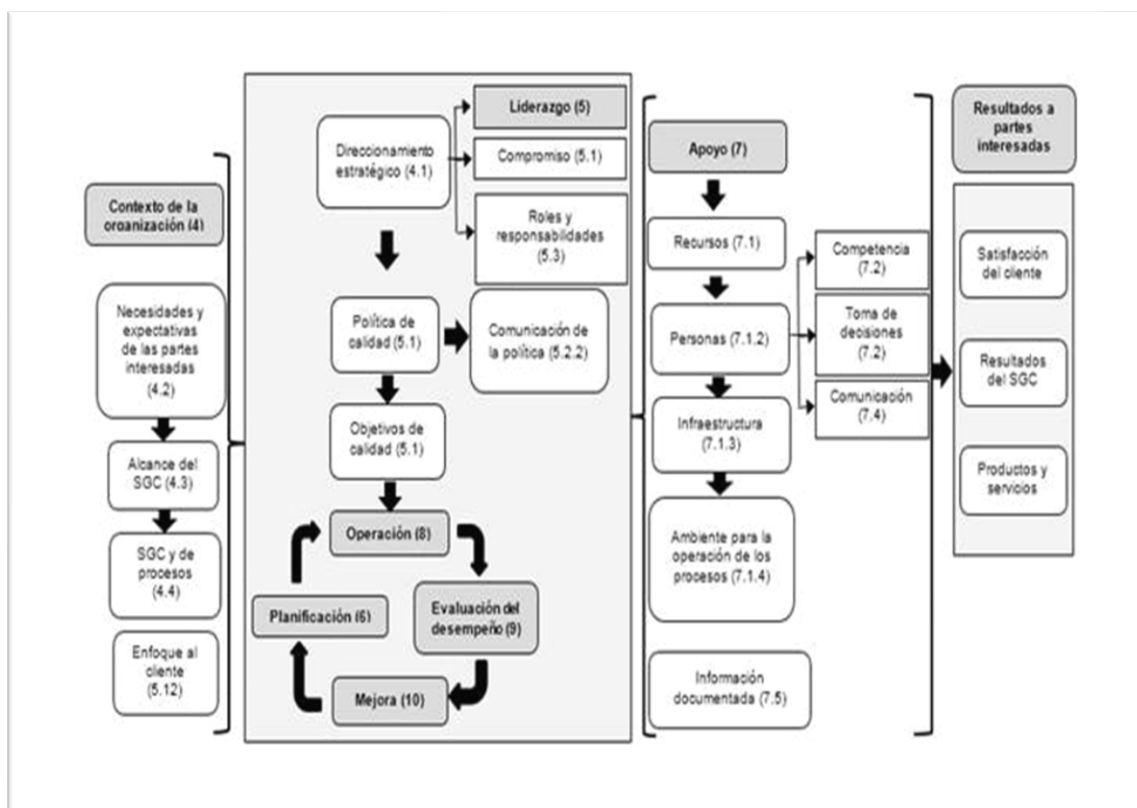 Contexto de la
organización (4)
Necesidades y
expectativas
de las partes
interesadas
(4.2)
Alcance del
SGC (4.3)
SGC y de
procesos
(4.4)
Enfoque al
cliente
(5.12)
Direccionamiento
estratégico (4.1)
Liderazgo (5)
Compromiso (5.1)
Roles y
responsabilidades
(5.3)
Política de
calidad (5.1)
Comunicación de
la política (5.2.2)
Objetivos de
calidad (5.1)
Operación (8)
Evaluación del
desempeño (9)
Mejora (10)
Planificación (6)
Apoyo (7)
Recursos (7.1)
Personas (7.1.2)
Infraestructura
(7.1.3)
Ambiente para la
operación de los
procesos (7.1.4)
Información
documentada (7.5)
Competencia
(7.2)
Toma de
decisiones
(7.2)
Comunicación
(7.4)
Resultados a
partes
interesadas
Satisfacción
del cliente
Resultados
del SGC
Productos y
servicios